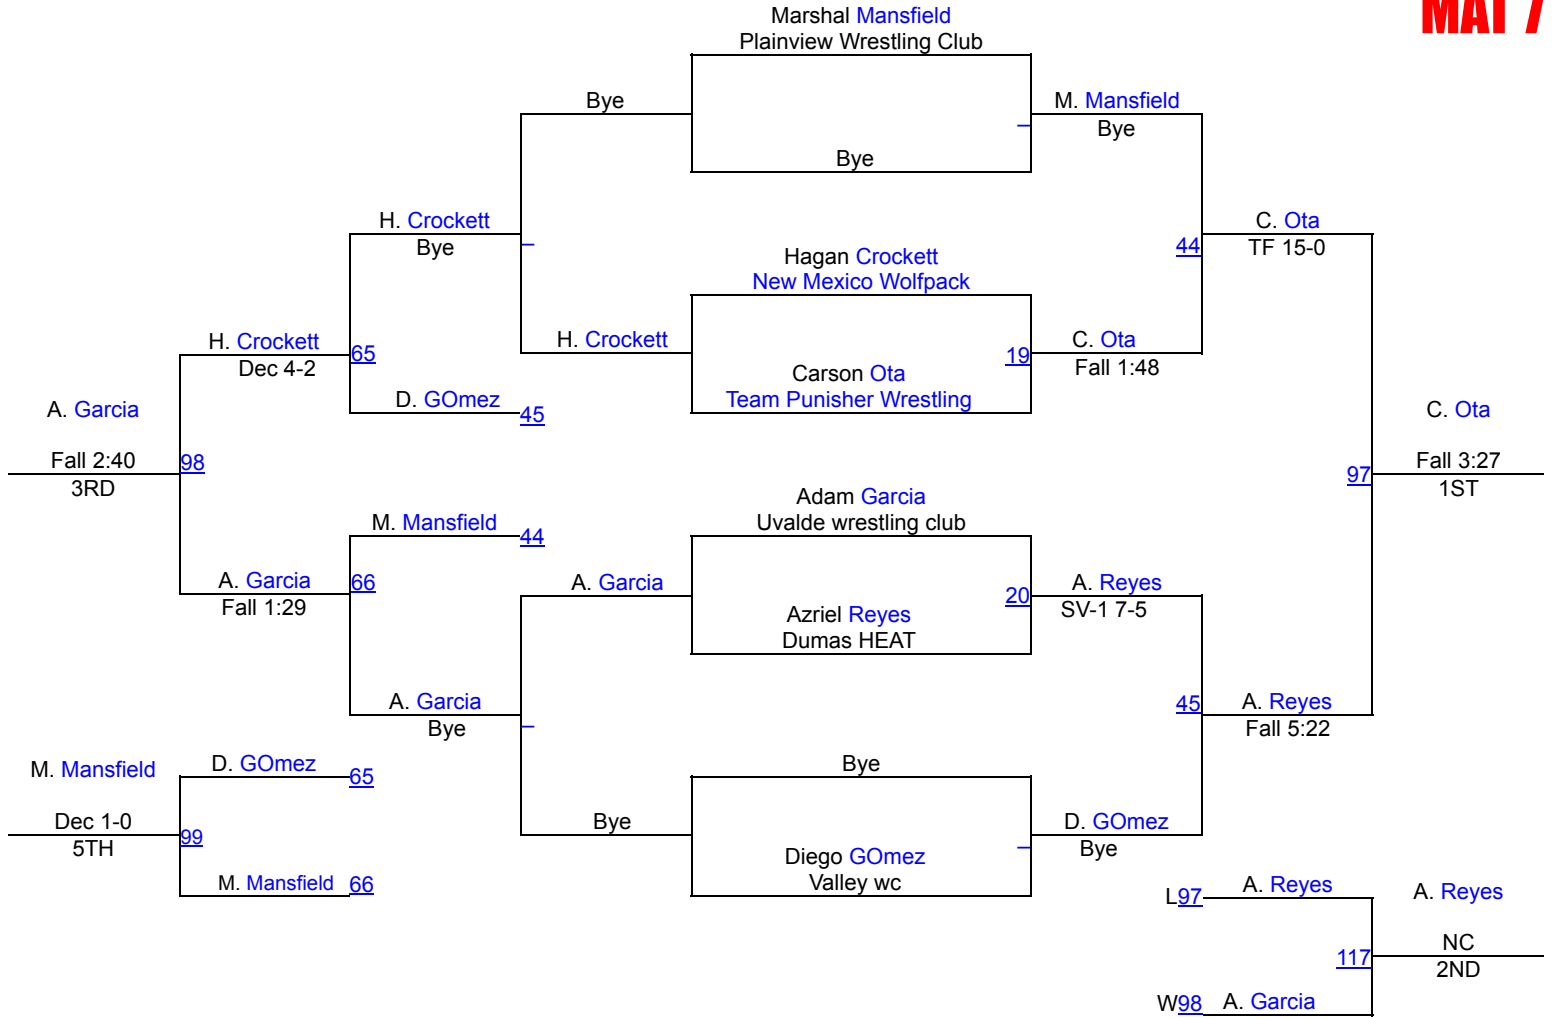 MAT 7
Marshal Mansfield
Plainview Wrestling Club
Bye
M. Mansfield
Bye
Bye
H. Crockett
Bye
C. Ota
TF 15-0
44
Hagan Crockett
New Mexico Wolfpack
H. Crockett
Dec 4-2
65
H. Crockett
C. Ota
Fall 1:48
19
Carson Ota
Team Punisher Wrestling
D. GOmez
45
A. Garcia
Fall 2:40
3RD
98
C. Ota
Fall 3:27
1ST
97
Adam Garcia
Uvalde wrestling club
M. Mansfield
44
A. Garcia
Fall 1:29
66
A. Garcia
20
A. Reyes
SV-1 7-5
Azriel Reyes
Dumas HEAT
A. Garcia
Bye
45
A. Reyes
Fall 5:22
M. Mansfield
Dec 1-0
5TH
D. GOmez
65
99
M. Mansfield
66
Bye
Bye
D. GOmez
Bye
Diego GOmez
Valley wc
L97
A. Reyes
A. Reyes
NC
2ND
117
W98
A. Garcia